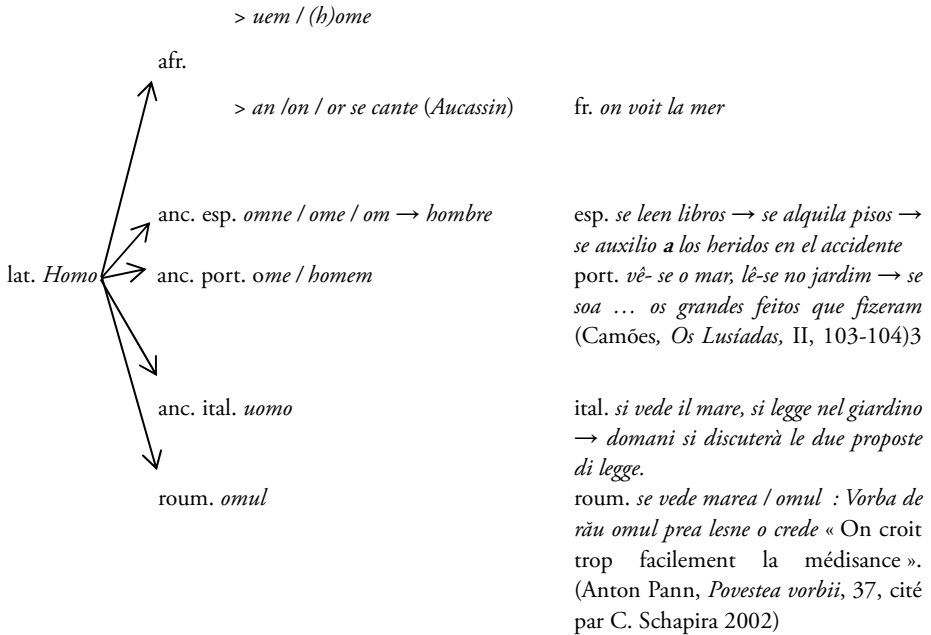 > uem / (h)ome
afr.
> an /on / or se cante (Aucassin) fr. on voit la mer
anc. esp. omne / ome / om → hombre esp. se leen libros → se alquila pisos →
se auxilio a los heridos en el accidente
lat. Homo anc. port. ome / homem port. vê- se o mar, lê-se no jardim → se
soa … os grandes feitos que fizeram
(Camões, Os Lusíadas, II, 103-104)3
anc. ital. uomo ital. si vede il mare, si legge nel giardino
→ domani si discuterà le due proposte
di legge.
roum. omul roum. se vede marea / omul : Vorba de
rău omul prea lesne o crede « On croit
trop facilement la médisance ».
(Anton Pann, Povestea vorbii, 37, cité
par C. Schapira 2002)